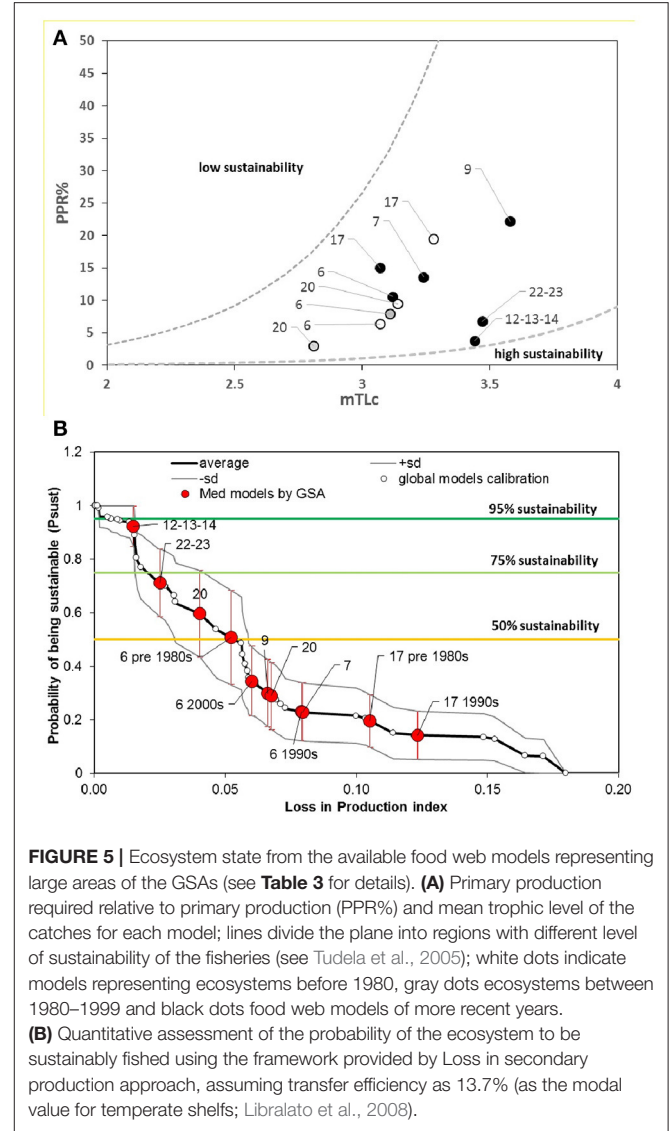 A
50
45
40
35
30
25
20
15
10
5
0
PPR%
low sustainability
9
17
7
17
6
20
6
6
20
22-23
12-13-14
high sustainability
2
2.5
3
3.5
4
mTLc
B
average
+sd
-sd
global models calibration
Med models by GSA
1.2
1
0.8
0.6
0.4
0.2
0
Probability of being sustainable (Psust)
95% sustainability
12-13-14
22-23
75% sustainability
20
50% sustainability
6 pre 1980s
9
20
7
17 pre 1980s
6 2000s
17 1990s
6 1990s
0.00
0.05
0.10
0.15
0.20
Loss in Production index
FIGURE 5 | Ecosystem state from the available food web models representing
large areas of the GSAs (see Table 3 for details). (A) Primary production
required relative to primary production (PPR%) and mean trophic level of the
catches for each model; lines divide the plane into regions with different level
of sustainability of the fisheries (see Tudela et al., 2005); white dots indicate
models representing ecosystems before 1980, gray dots ecosystems between
1980–1999 and black dots food web models of more recent years.
(B) Quantitative assessment of the probability of the ecosystem to be
sustainably fished using the framework provided by Loss in secondary
production approach, assuming transfer efficiency as 13.7% (as the modal
value for temperate shelfs; Libralato et al., 2008).